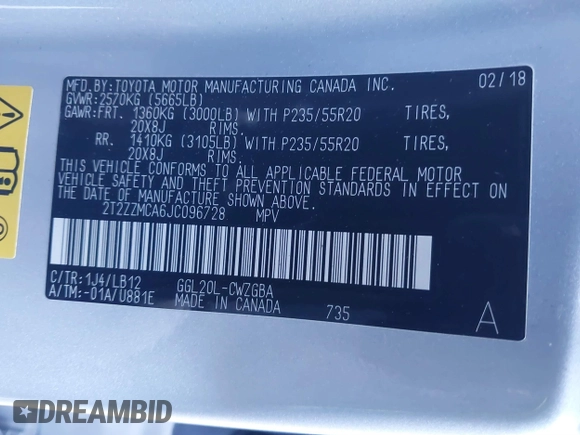 MFD.BY:TOYOTA MOTOR MANUFACTURING CANADA INC. 02/18
GVWR:2570KG (5665LB)
GAWR:FRT. 1360KG (3000LB) WITH P235/55R20 TIRES,
20X8J RIMS.
RR. 1410KG (3105LB) WITH P235/55R20 TIRES,
20X8J RIMS.
THIS VEHICLE CONFORMS TO ALL APPLICABLE FEDERAL MOTOR
VEHICLE SAFETY AND THEFT PREVENTION STANDARDS IN EFFECT ON
THE DATE OF MANUFACTURE SHOWN ABOVE.
2T2ZZMCA6JC096728 MPV
C/TR:1J4/LB12 GGL20L-CWZGBA
A/TM:-01A/U881E MADE IN CANADA 735 A
DREAMBID